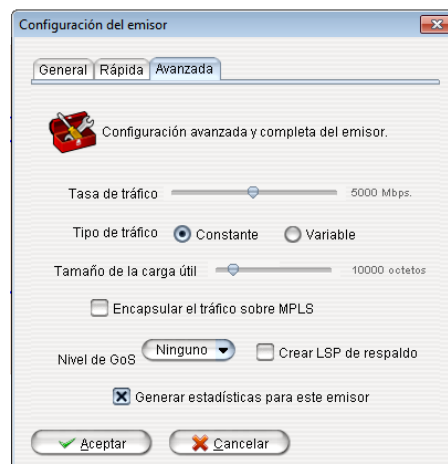 Configuración del emisor
General Rápida Avanzada
Configuración avanzada y completa del emisor.
Tasa de tráfico 5000 Mbps.
Tipo de tráfico Constante Variable
Tamaño de la carga útil 10000 octetos
Encapsular el tráfico sobre MPLS
Nivel de GoS Ninguno Crear LSP de respaldo
Generar estadísticas para este emisor
Aceptar Cancelar